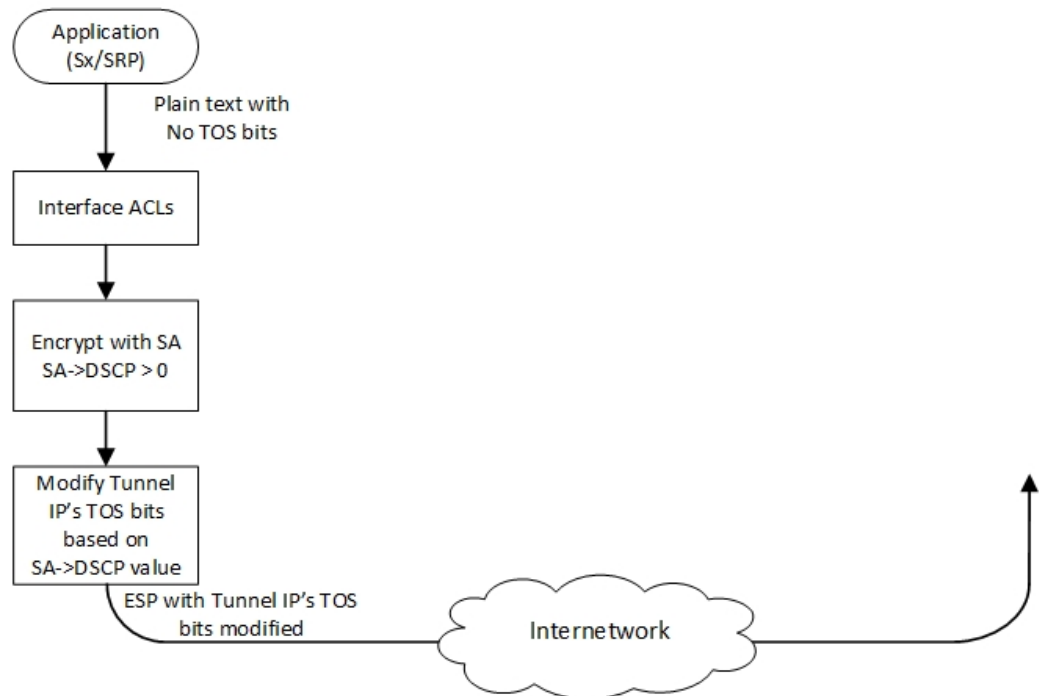 Application
(Sx/SRP)
Plain text with
No TOS bits
Interface ACLs
Encrypt with SA
SA->DSCP > 0
Modify Tunnel
IP's TOS bits
based on
SA->DSCP value
ESP with Tunnel IP's TOS
bits modified
Internetwork